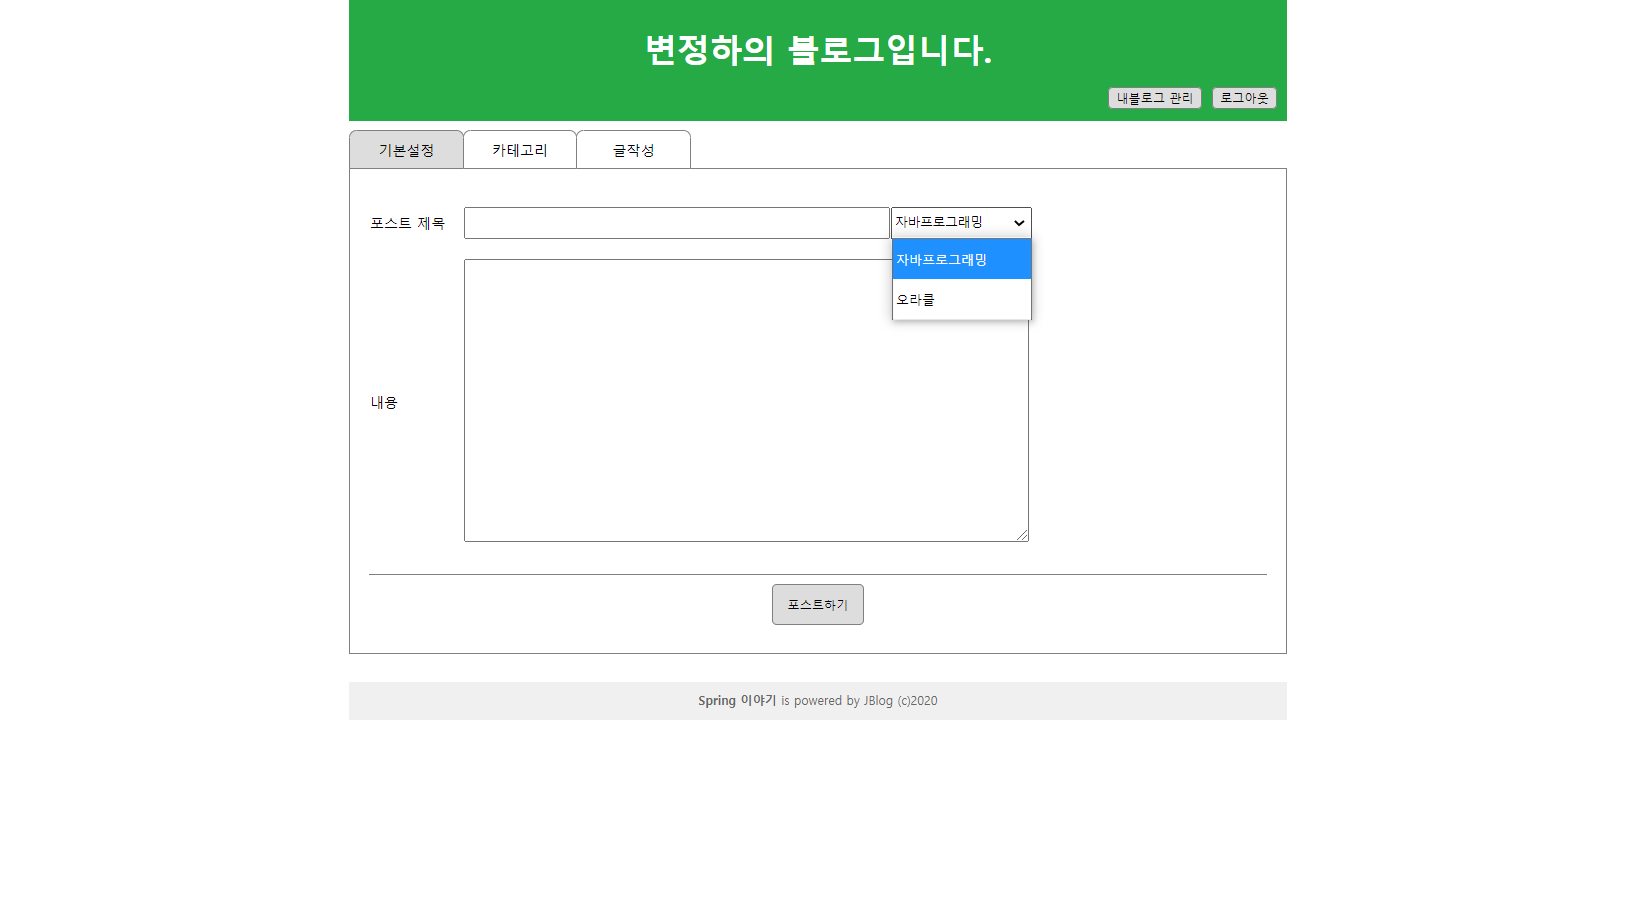 변정하의 블로그입니다.
내블로그 관리 로그아웃
기본설정 카테고리 글작성
포스트 제목 자바프로그래밍
자바프로그래밍
오라클
내용
포스트하기
Spring 이야기 is powered by JBlog (c)2020